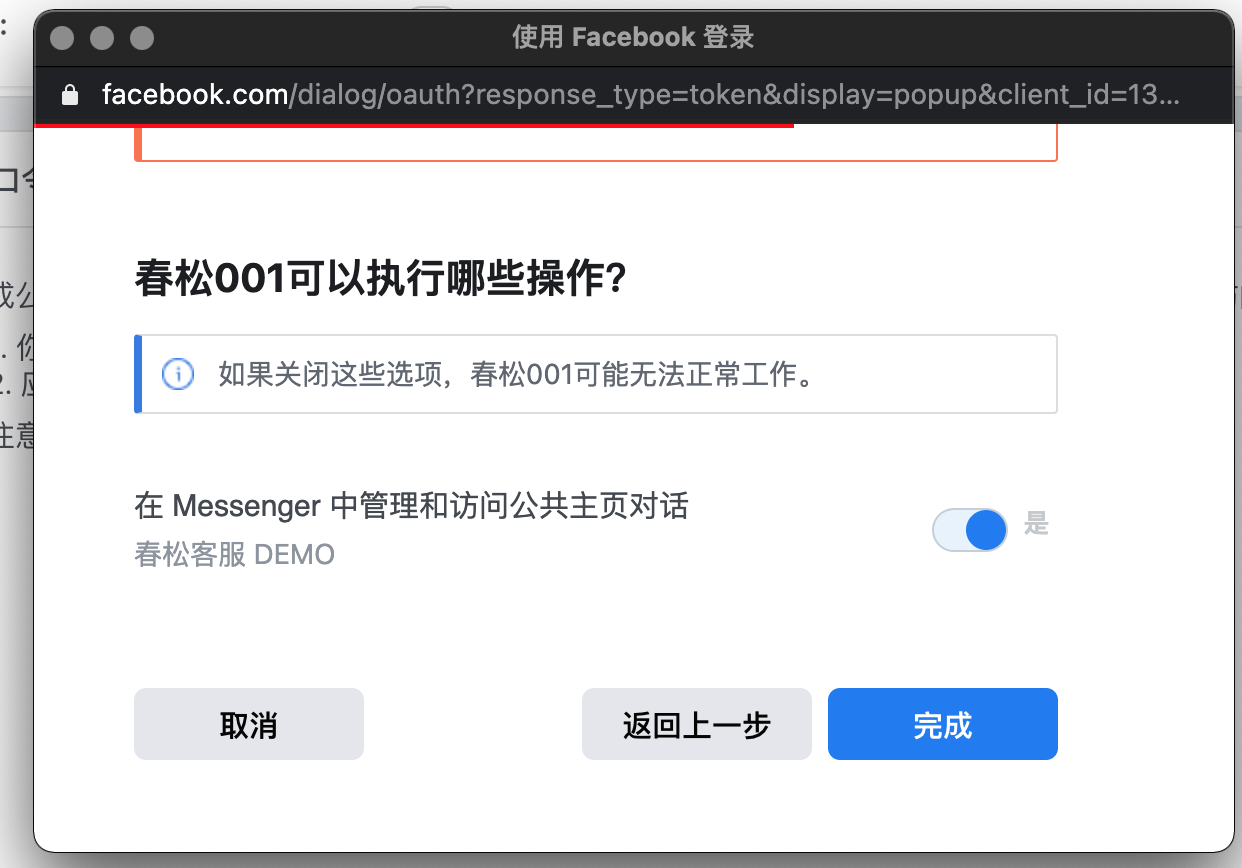 使用 Facebook 登录
facebook.com/dialog/oauth?response_type=token&display=popup&client_id=13...
春松001可以执行哪些操作?
如果关闭这些选项，春松001可能无法正常工作。
在 Messenger 中管理和访问公共主页对话
是
春松客服 DEMO
取消
返回上一步
完成